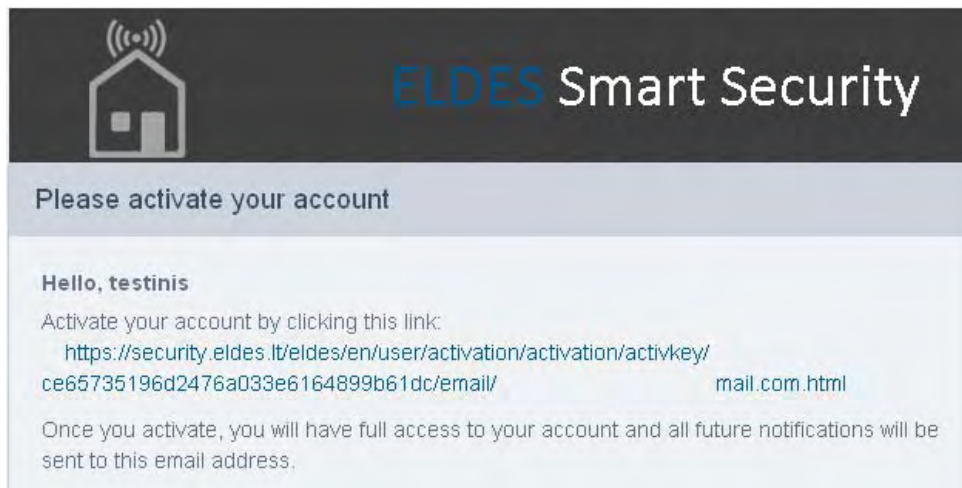 ELDES Smart Security
Please activate your account
Hello, testinis
Activate your account by clicking this link:
https://security.eldes.lt/eldes/en/user/activation/activation/activkey/
ce65735196d2476a033e6164899b61dc/email/ mail.com.html
Once you activate, you will have full access to your account and all future notifications will be
sent to this email address.